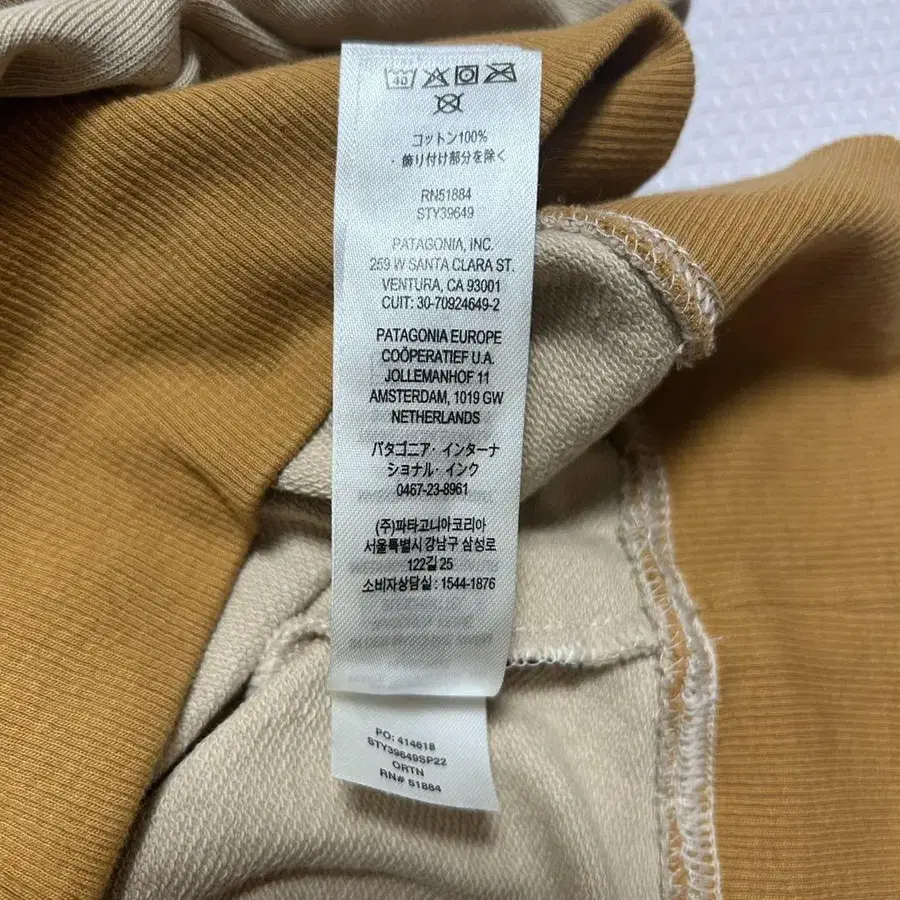 40
コットン100%
・飾り付け部分を除く
RN51884
STY39649
PATAGONIA, INC.
259 W SANTA CLARA ST.
VENTURA, CA 93001
CUIT: 30-70924649-2
PATAGONIA EUROPE
COÖPERATIEF U.A.
JOLLEMANHOF 11
AMSTERDAM, 1019 GW
NETHERLANDS
パタゴニア・インターナ
ショナル・インク
0467-23-8961
(주)파타고니아코리아
서울특별시 강남구 삼성로
122길 25
소비자상담실 : 1544-1876
PO: 414618
STY39649SP22
ORTN
RN# 51884